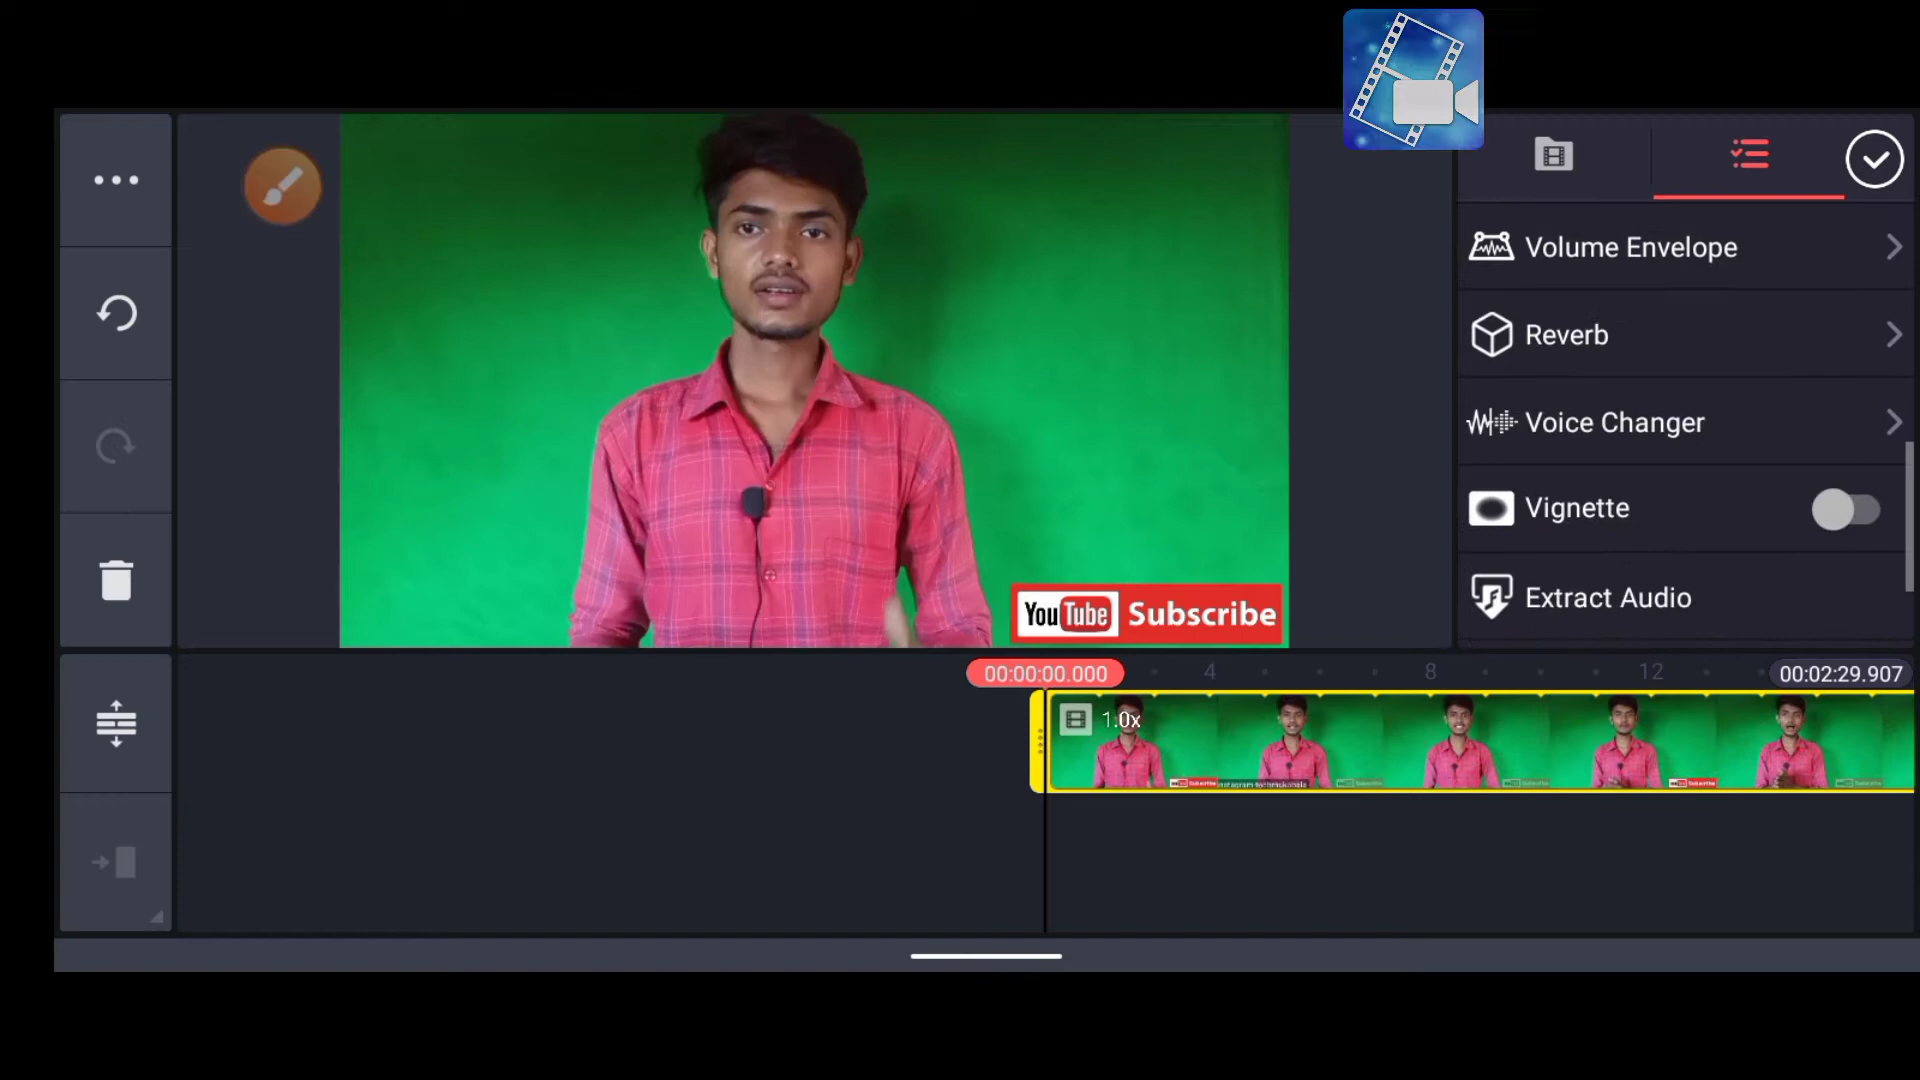 Volume Envelope
Reverb
Voice Changer
Vignette
Extract Audio
YouTube Subscribe
00:00:00.000
4
8
12
00:02:29.907
1.0x